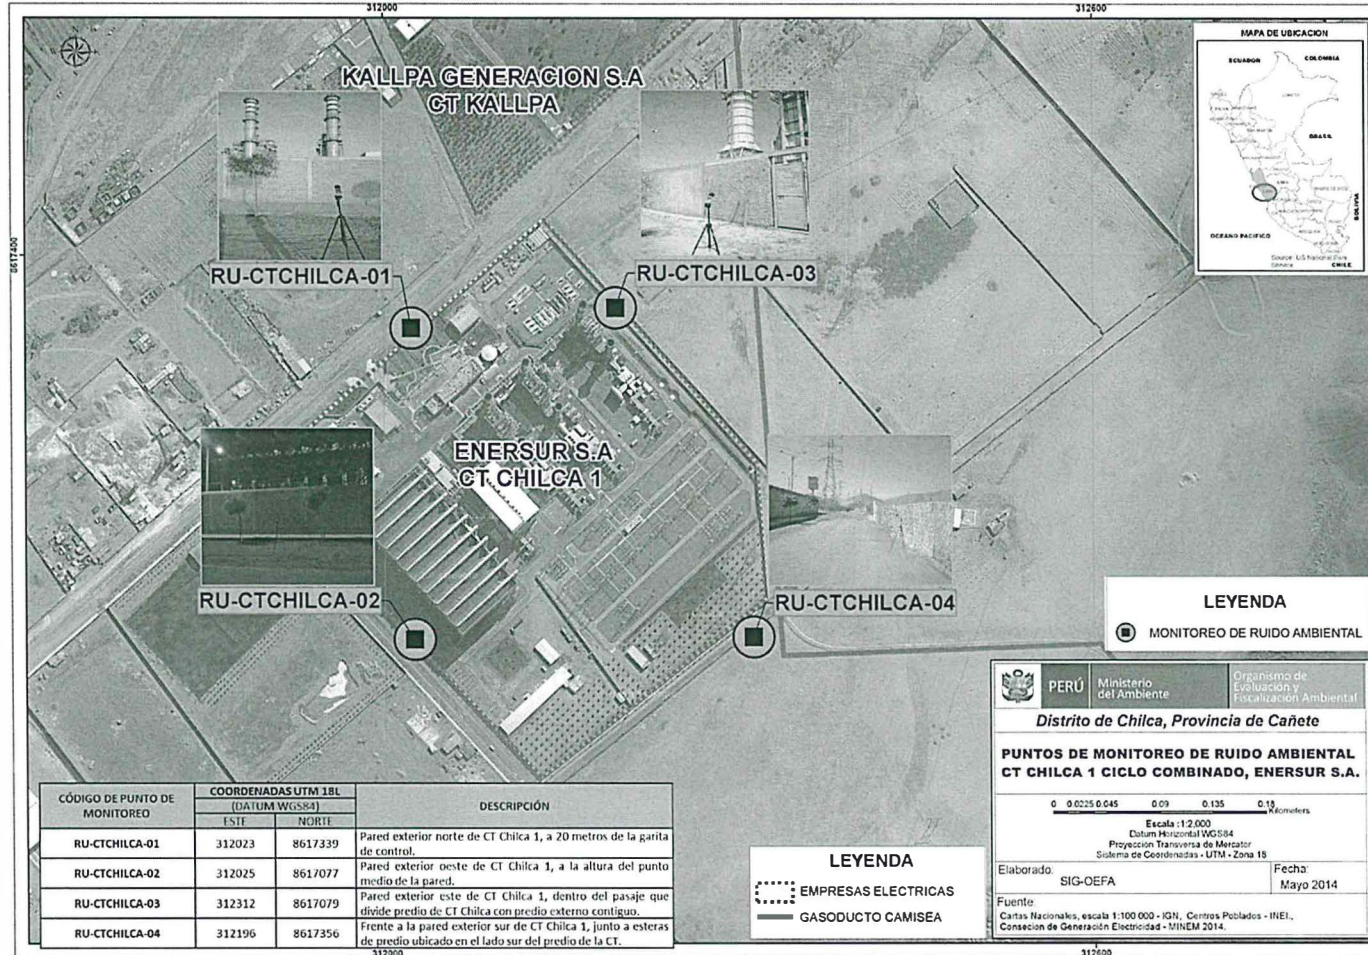 312000
312600
8617400
KALLPA GENERACION S.A
CT KALLPA
RU-CTCHILCA-01
RU-CTCHILCA-03
ENERSUR S.A
CT CHILCA 1
RU-CTCHILCA-02
RU-CTCHILCA-04
MAPA DE UBICACION
ECUADOR
COLOMBIA
BRASIL
BOLIVIA
OCEANO PACIFICO
CHILE
Source: US National Park
Service
LEYENDA
MONITOREO DE RUIDO AMBIENTAL
PERÚ
Ministerio
del Ambiente
Organismo de
Evaluación y
Fiscalización Ambiental
Distrito de Chilca, Provincia de Cañete
PUNTOS DE MONITOREO DE RUIDO AMBIENTAL
CT CHILCA 1 CICLO COMBINADO, ENERSUR S.A.
0 0.0225 0.045 0.09 0.135 0.18
Kilometers
Escala :1:2,000
Datum Horizontal WGS84
Proyección Transversa de Mercator
Sistema de Coordenadas - UTM - Zona 18
Elaborado:
SIG-OEFA
Fecha:
Mayo 2014
Fuente
Cartas Nacionales, escala 1:100 000 - IGN, Centros Poblados - INEI.,
Consecion de Generación Electricidad - MINEM 2014.
LEYENDA
EMPRESAS ELECTRICAS
GASODUCTO CAMISEA
CÓDIGO DE PUNTO DE MONITOREO
COORDENADAS UTM 18L
(DATUM WGS84)
ESTE NORTE
DESCRIPCIÓN
RU-CTCHILCA-01 312023 8617339 Pared exterior norte de CT Chilca 1, a 20 metros de la garita
de control.
RU-CTCHILCA-02 312025 8617077 Pared exterior oeste de CT Chilca 1, a la altura del punto
medio de la pared.
RU-CTCHILCA-03 312312 8617079 Pared exterior este de CT Chilca 1, dentro del pasaje que
divide predio de CT Chilca con predio externo contiguo.
RU-CTCHILCA-04 312196 8617356 Frente a la pared exterior sur de CT Chilca 1, junto a esteras
de predio ubicado en el lado sur del predio de la CT.
312000
312600